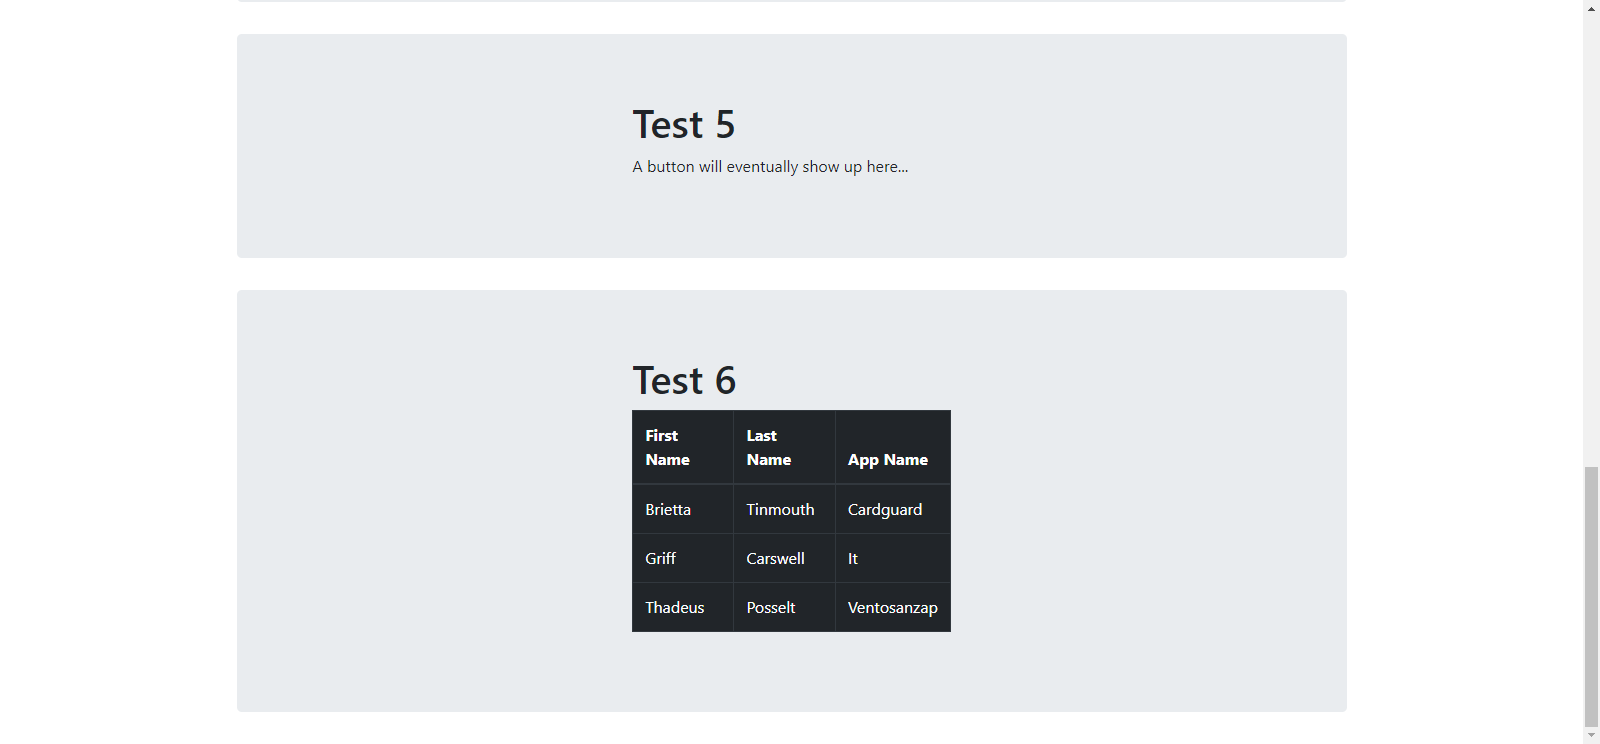 Test 5
A button will eventually show up here...
Test 6
First Name
Last Name
App Name
Brietta Tinmouth Cardguard
Griff Carswell It
Thadeus Posselt Ventosanzap